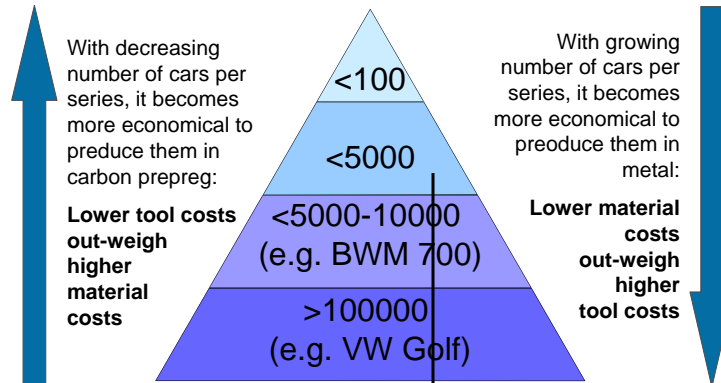 With decreasing
number of cars per
series, it becomes
more economical to
preduce them in
carbon prepreg:
Lower tool costs
out-weigh
higher
material
costs
<100
<5000
<5000-10000
(e.g. BWM 700)
>100000
(e.g. VW Golf)
With growing
number of cars per
series, it becomes
more economical to
preoduce them in
metal:
Lower material
costs
out-weigh
higher
tool costs